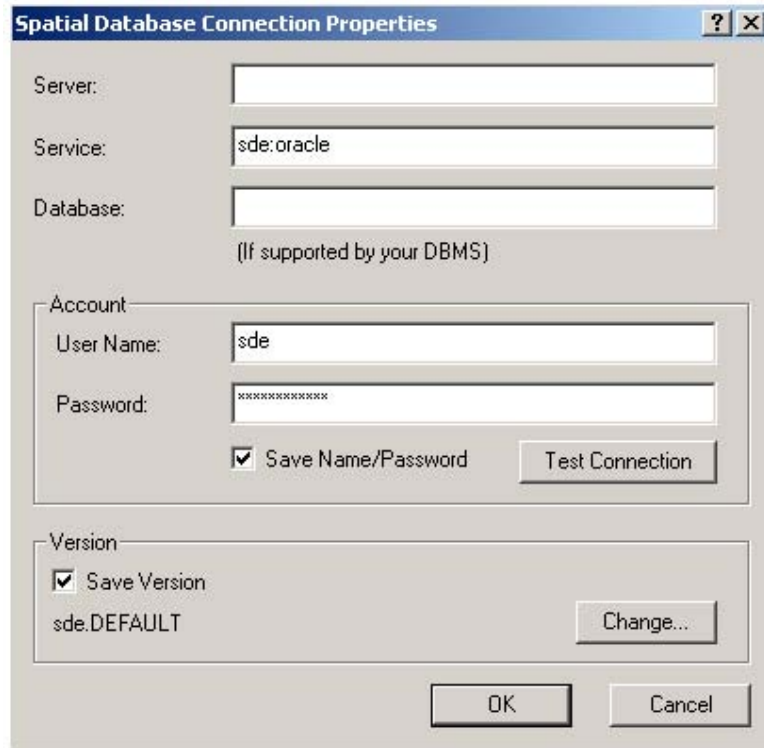 Spatial Database Connection Properties
Server:
Service: sde:oracle
Database:
(If supported by your DBMS)
Account
User Name: sde
Password: ************
Save Name/Password Test Connection
Version
Save Version
sde.DEFAULT Change...
OK Cancel